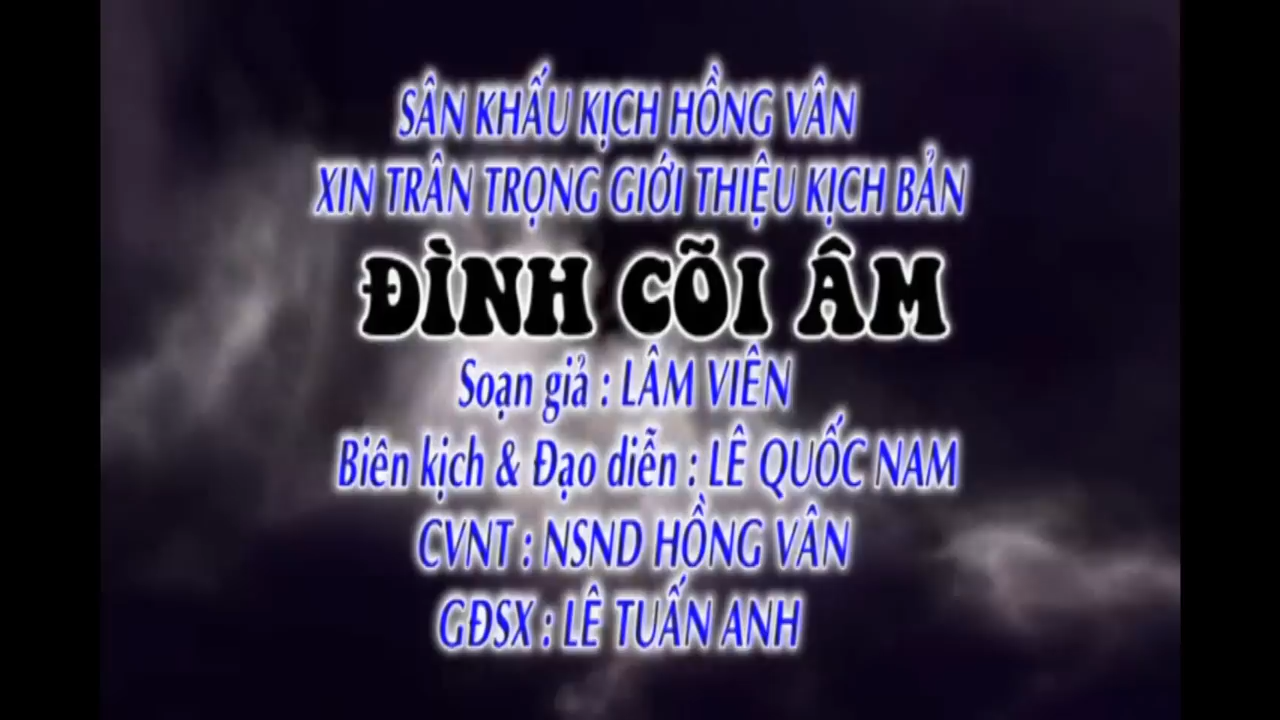 SÂN KHẤU KỊCH HỒNG VÂN
XIN TRÂN TRỌNG GIỚI THIỆU KỊCH BẢN
ĐÌNH CÕI ÂM
Soạn giả : LÂM VIÊN
Biên kịch & Đạo diễn : LÊ QUỐC NAM
CVNT : NSND HỒNG VÂN
GĐSX : LÊ TUẤN ANH